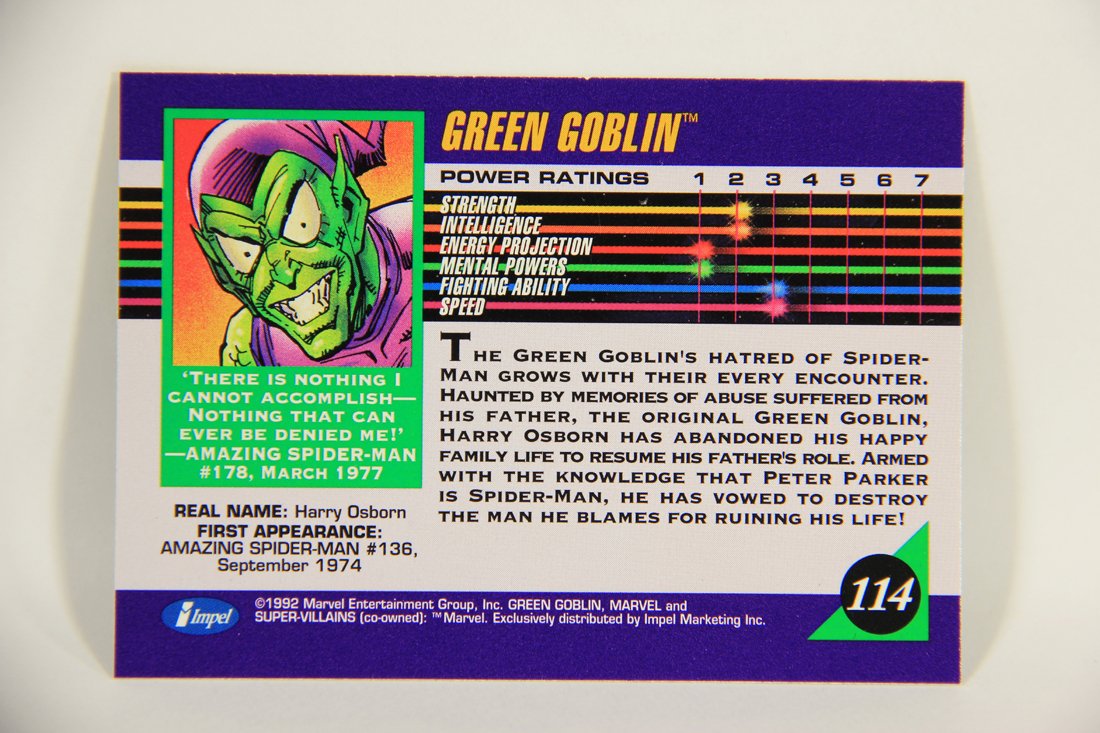 GREEN GOBLIN™
POWER RATINGS 1 2 3 4 5 6 7
STRENGTH
INTELLIGENCE
ENERGY PROJECTION
MENTAL POWERS
FIGHTING ABILITY
SPEED
‘THERE IS NOTHING I
CANNOT ACCOMPLISH—
NOTHING THAT CAN
EVER BE DENIED ME!’
—AMAZING SPIDER-MAN
#178, MARCH 1977
REAL NAME: Harry Osborn
FIRST APPEARANCE:
AMAZING SPIDER-MAN #136,
September 1974
THE GREEN GOBLIN'S HATRED OF SPIDER-
MAN GROWS WITH THEIR EVERY ENCOUNTER.
HAUNTED BY MEMORIES OF ABUSE SUFFERED FROM
HIS FATHER, THE ORIGINAL GREEN GOBLIN,
HARRY OSBORN HAS ABANDONED HIS HAPPY
FAMILY LIFE TO RESUME HIS FATHER'S ROLE. ARMED
WITH THE KNOWLEDGE THAT PETER PARKER
IS SPIDER-MAN, HE HAS VOWED TO DESTROY
THE MAN HE BLAMES FOR RUINING HIS LIFE!
114
Impel
©1992 Marvel Entertainment Group, Inc. GREEN GOBLIN, MARVEL and
SUPER-VILLAINS (co-owned): ™Marvel. Exclusively distributed by Impel Marketing Inc.